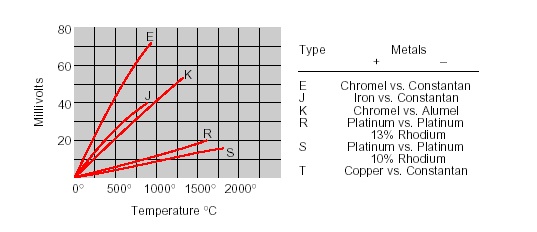 80
60
40
20
Millivolts
E
K
J
R
S
0° 500° 1000° 1500° 2000°
Temperature °C
Type Metals
+ −
E Chromel vs. Constantan
J Iron vs. Constantan
K Chromel vs. Alumel
R Platinum vs. Platinum
13% Rhodium
S Platinum vs. Platinum
10% Rhodium
T Copper vs. Constantan